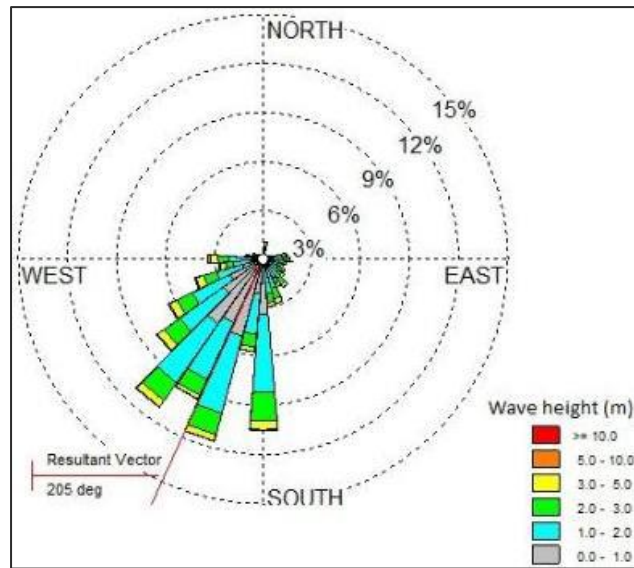 NORTH
15%
12%
9%
6%
3%
WEST
EAST
Wave height (m)
>= 10.0
5.0 - 10.0
3.0 - 5.0
2.0 - 3.0
1.0 - 2.0
0.0 - 1.0
Resultant Vector
205 deg
SOUTH